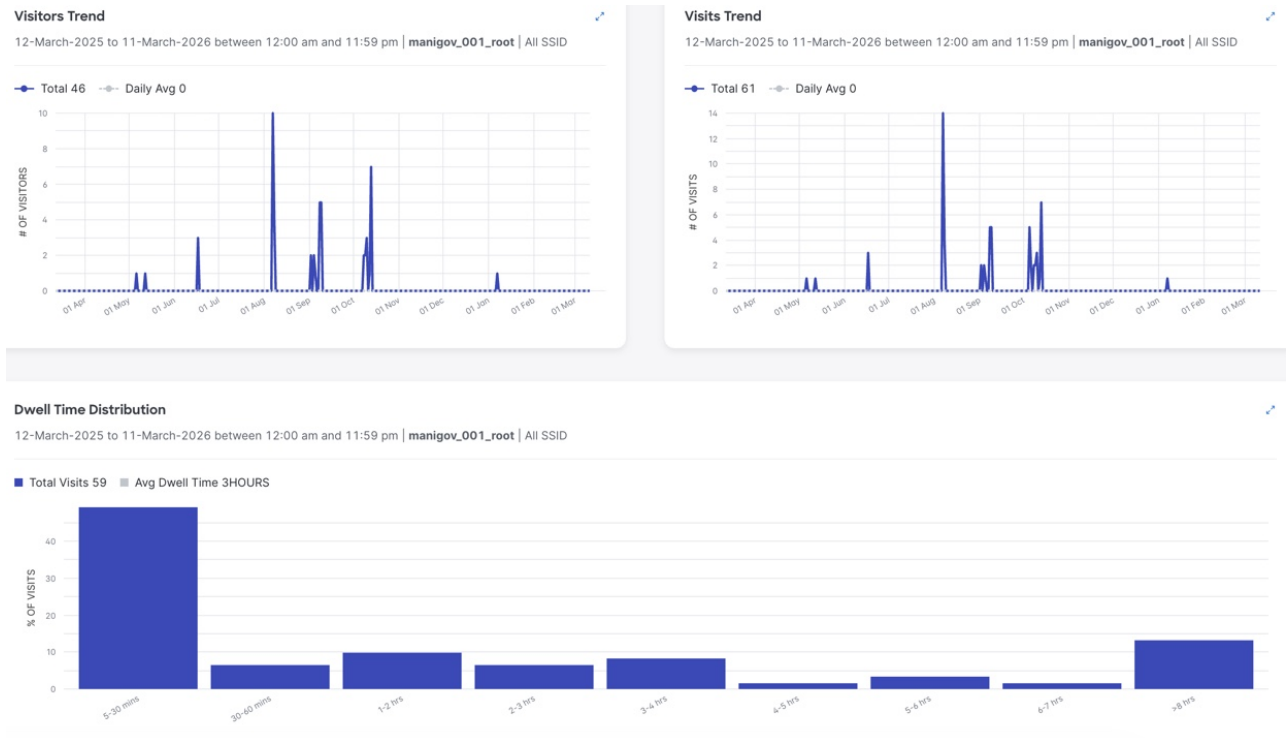 Visitors Trend
12-March-2025 to 11-March-2026 between 12:00 am and 11:59 pm | manigov_001_root | All SSID
Total 46 Daily Avg 0
10
8
6
4
2
0
# OF VISITORS
01 Apr 01 May 01 Jun 01 Jul 01 Aug 01 Sep 01 Oct 01 Nov 01 Dec 01 Jan 01 Feb 01 Mar
Visits Trend
12-March-2025 to 11-March-2026 between 12:00 am and 11:59 pm | manigov_001_root | All SSID
Total 61 Daily Avg 0
14
12
10
8
6
4
2
0
# OF VISITS
01 Apr 01 May 01 Jun 01 Jul 01 Aug 01 Sep 01 Oct 01 Nov 01 Dec 01 Jan 01 Feb 01 Mar
Dwell Time Distribution
12-March-2025 to 11-March-2026 between 12:00 am and 11:59 pm | manigov_001_root | All SSID
Total Visits 59 Avg Dwell Time 3HOURS
40
30
20
10
0
% OF VISITS
5-30 mins 30-60 mins 1-2 hrs 2-3 hrs 3-4 hrs 4-5 hrs 5-6 hrs 6-7 hrs >8 hrs